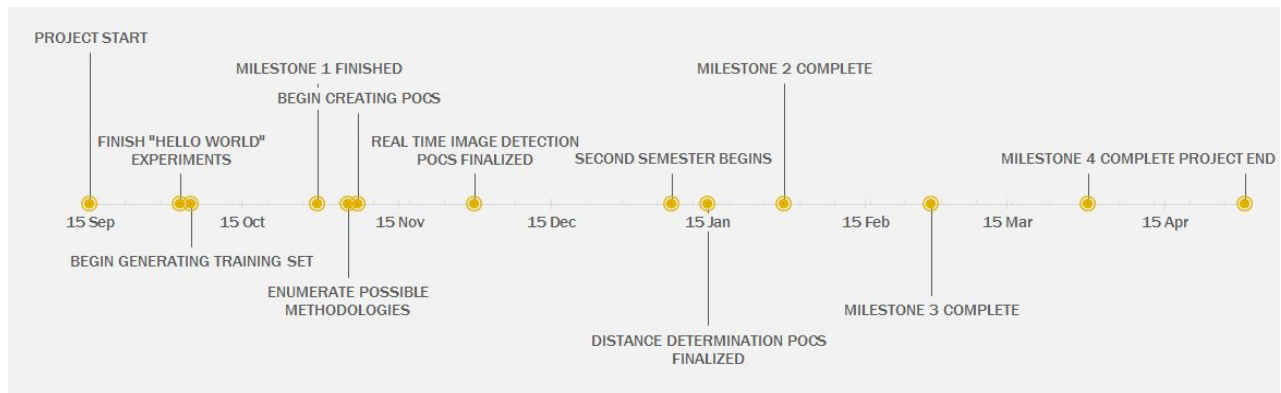 PROJECT START
MILESTONE 1 FINISHED
MILESTONE 2 COMPLETE
BEGIN CREATING POCS
FINISH "HELLO WORLD"
EXPERIMENTS
REAL TIME IMAGE DETECTION
POCS FINALIZED
SECOND SEMESTER BEGINS
MILESTONE 4 COMPLETE
PROJECT END
15 Sep
15 Oct
15 Nov
15 Dec
15 Jan
15 Feb
15 Mar
15 Apr
BEGIN GENERATING TRAINING SET
ENUMERATE POSSIBLE
METHODOLOGIES
MILESTONE 3 COMPLETE
DISTANCE DETERMINATION POCS
FINALIZED